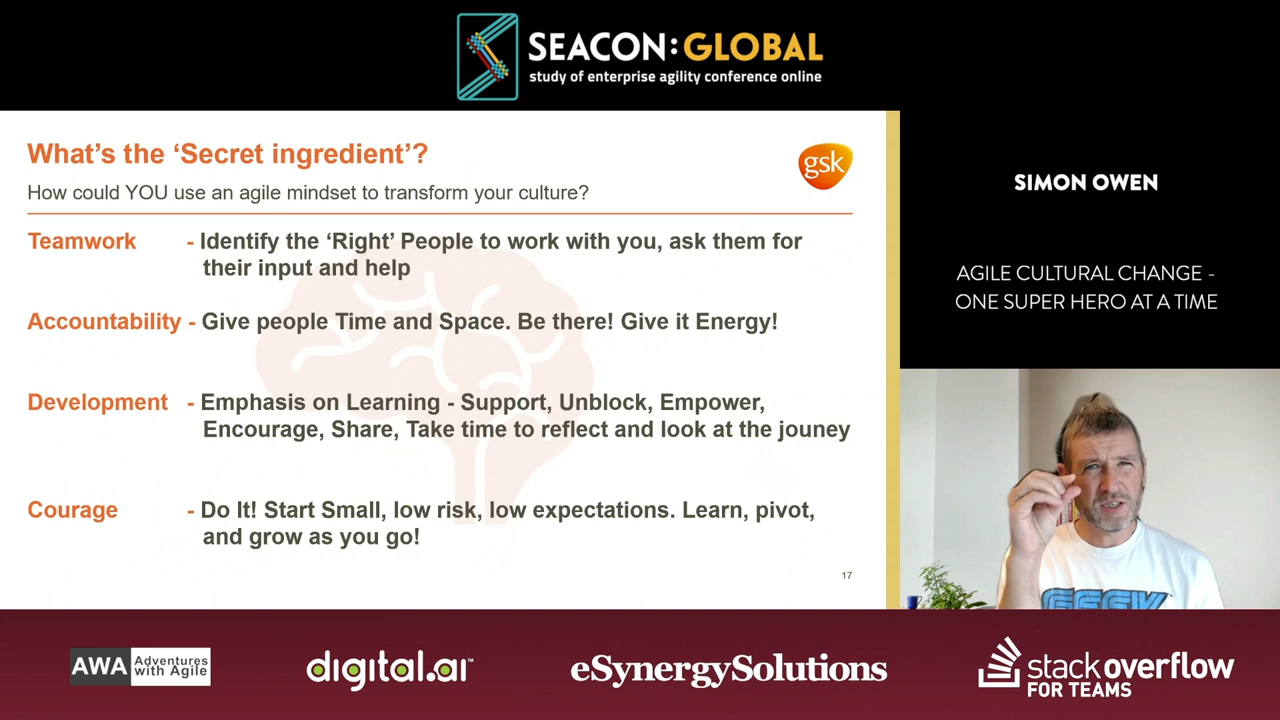 SEACON:GLOBAL
study of enterprise agility conference online
What's the ‘Secret ingredient’?
How could YOU use an agile mindset to transform your culture?
gsk
Teamwork - Identify the ‘Right’ People to work with you, ask them for
their input and help
Accountability - Give people Time and Space. Be there! Give it Energy!
Development - Emphasis on Learning - Support, Unblock, Empower,
Encourage, Share, Take time to reflect and look at the jouney
Courage - Do It! Start Small, low risk, low expectations. Learn, pivot,
and grow as you go!
17
SIMON OWEN
AGILE CULTURAL CHANGE -
ONE SUPER HERO AT A TIME
GEEK
AWA Adventures
with Agile
digital.ai™
eSynergySolutions
stackoverflow
FOR TEAMS